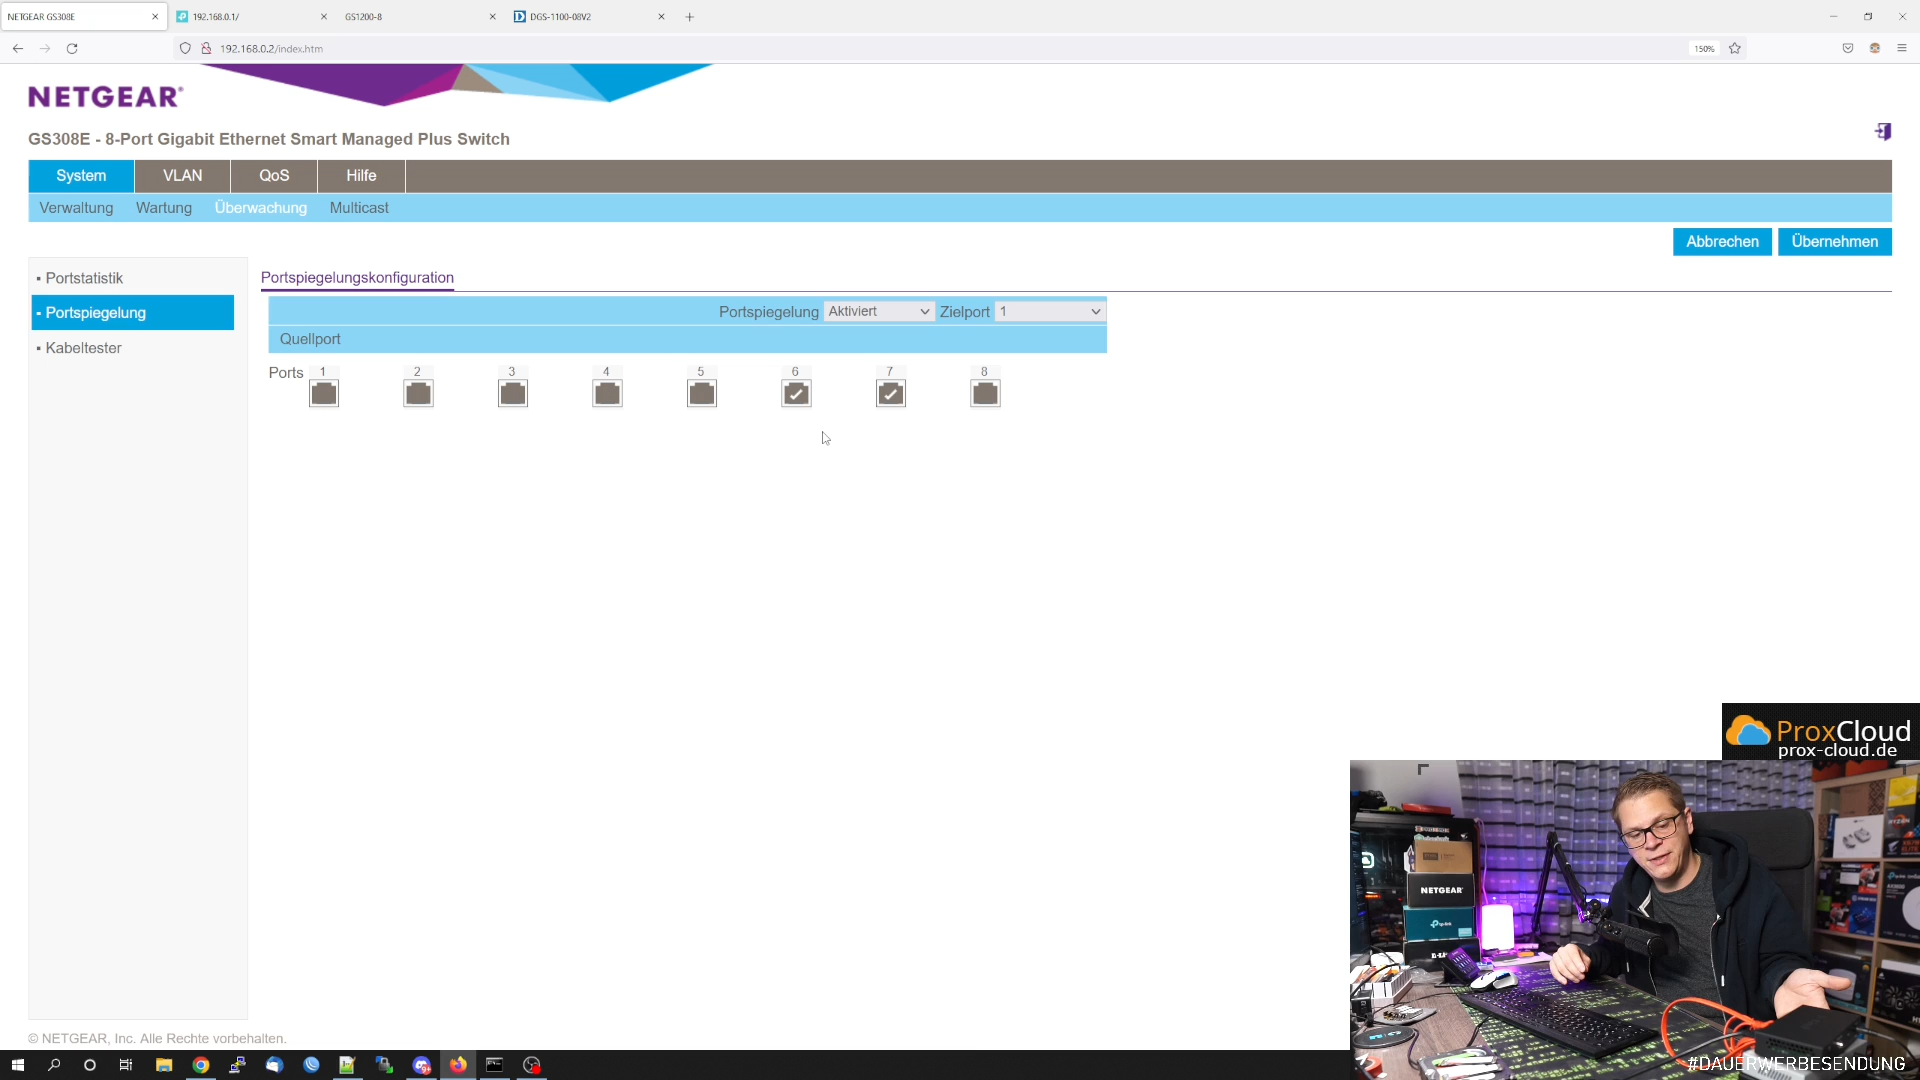 NETGEAR GS308E
192.168.0.1/
GS1200-8
DGS-1100-08V2
192.168.0.2/index.htm
150%
NETGEAR
GS308E - 8-Port Gigabit Ethernet Smart Managed Plus Switch
System
VLAN
QoS
Hilfe
Verwaltung
Wartung
Überwachung
Multicast
Abbrechen
Übernehmen
Portstatistik
Portspiegelung
Kabeltester
Portspiegelungskonfiguration
Portspiegelung
Aktiviert
Zielport
1
Quellport
Ports
1
2
3
4
5
6
7
8
ProxCloud
prox-cloud.de
NETGEAR
tp-link
#DAUERWERBESENDUNG
© NETGEAR, Inc. Alle Rechte vorbehalten.